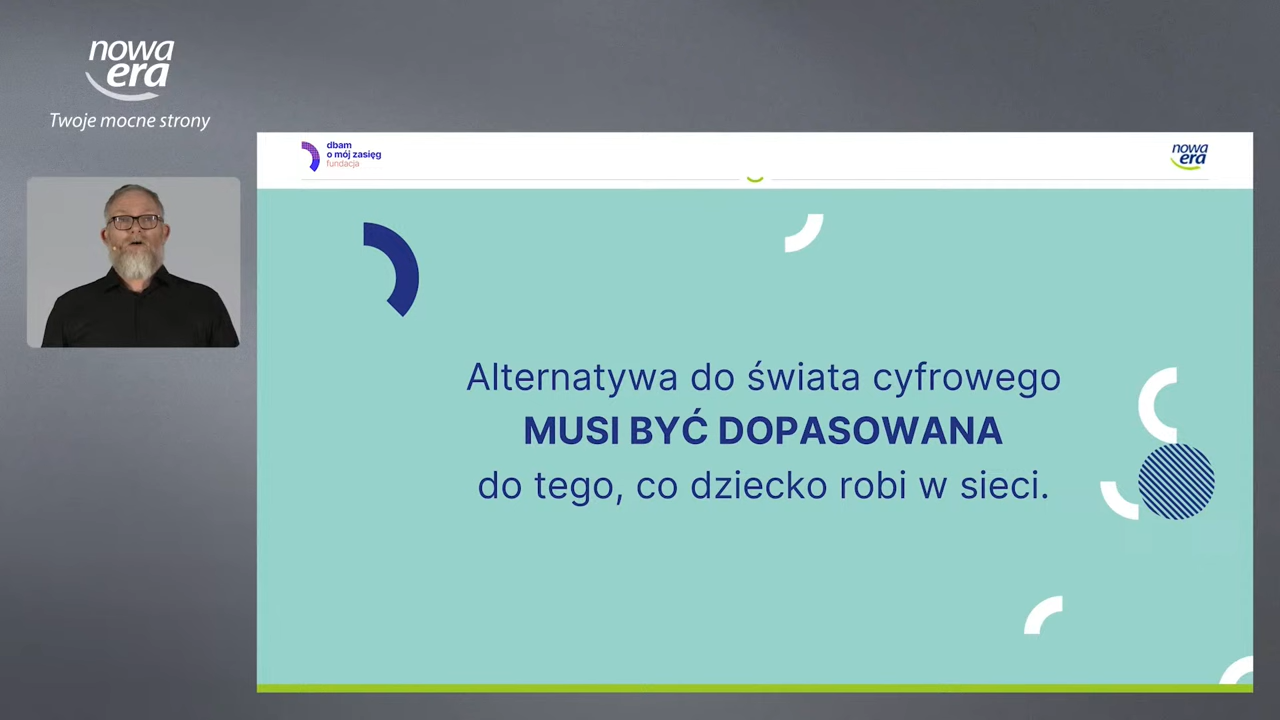 nowa
era
Twoje mocne strony
dbam
o mój zasięg
fundacja
nowa
era
Alternatywa do świata cyfrowego
MUSI BYĆ DOPASOWANA
do tego, co dziecko robi w sieci.